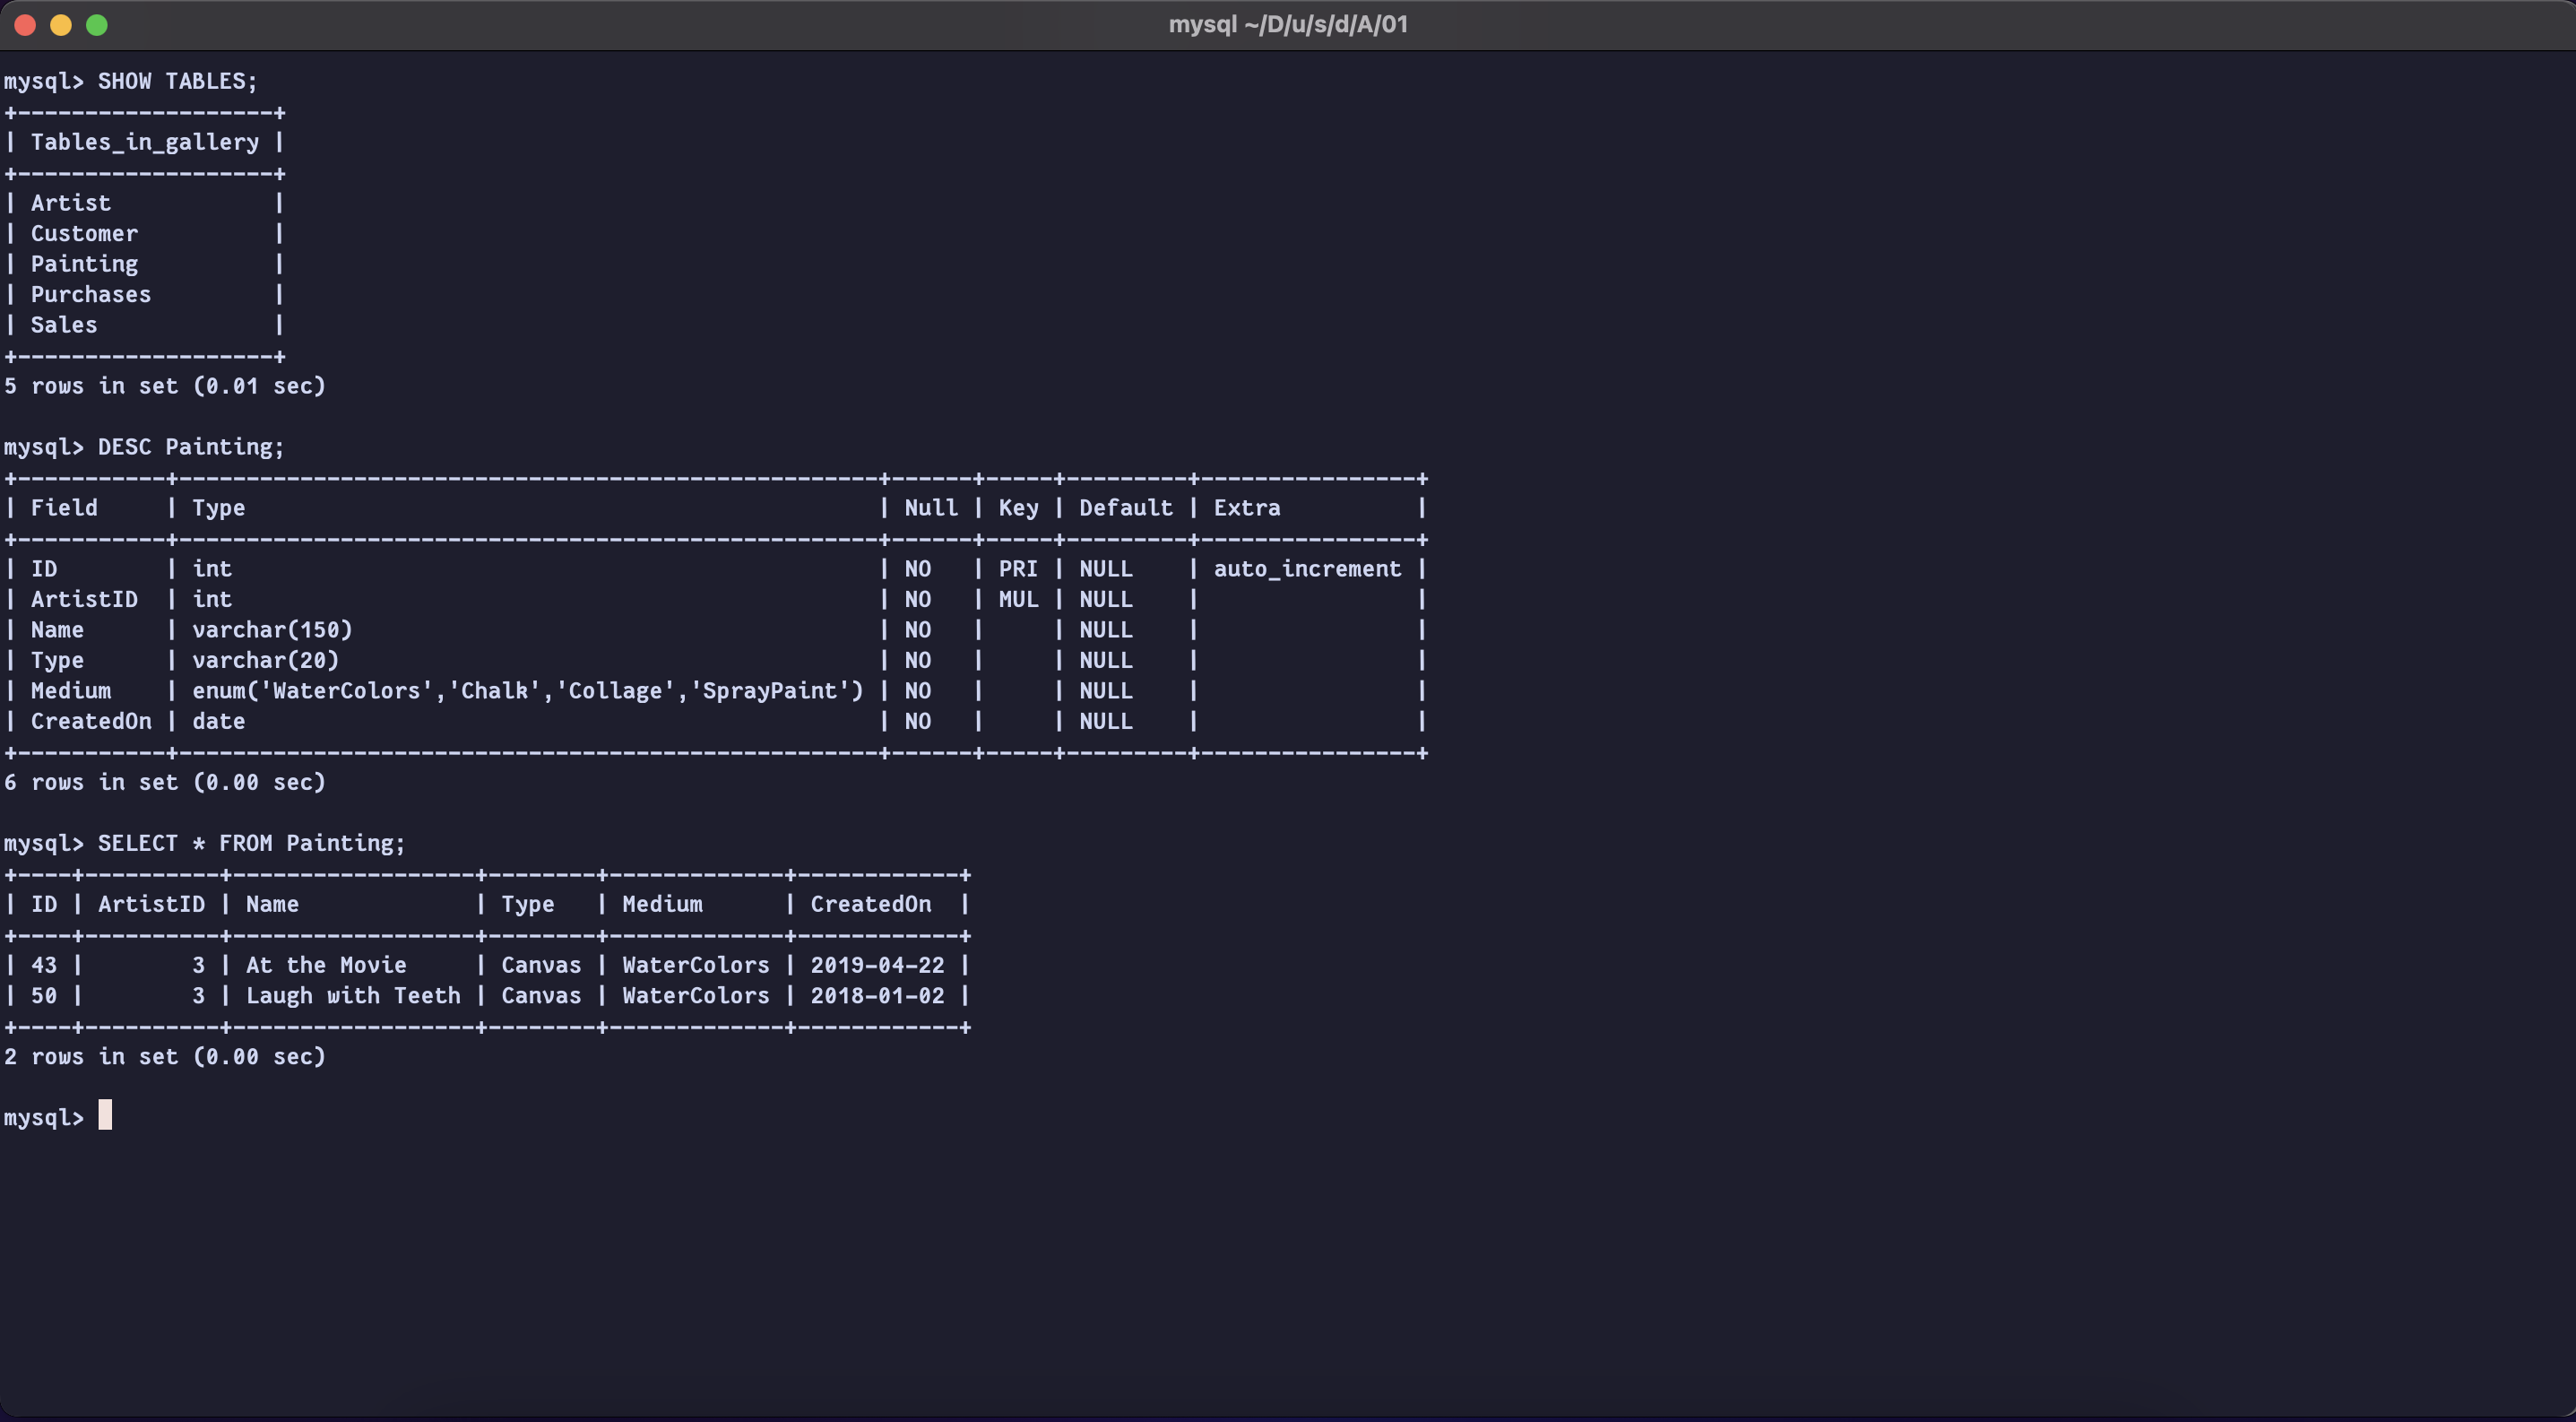 mysql ~/D/u/s/d/A/01
mysql> SHOW TABLES;
+-------------------+
| Tables_in_gallery |
+-------------------+
| Artist            |
| Customer          |
| Painting          |
| Purchases         |
| Sales             |
+-------------------+
5 rows in set (0.01 sec)

mysql> DESC Painting;
+-----------+----------------------------------------------------+------+-----+---------+----------------+
| Field     | Type                                               | Null | Key | Default | Extra          |
+-----------+----------------------------------------------------+------+-----+---------+----------------+
| ID        | int                                                | NO   | PRI | NULL    | auto_increment |
| ArtistID  | int                                                | NO   | MUL | NULL    |                |
| Name      | varchar(150)                                       | NO   |     | NULL    |                |
| Type      | varchar(20)                                        | NO   |     | NULL    |                |
| Medium    | enum('WaterColors','Chalk','Collage','SprayPaint') | NO   |     | NULL    |                |
| CreatedOn | date                                               | NO   |     | NULL    |                |
+-----------+----------------------------------------------------+------+-----+---------+----------------+
6 rows in set (0.00 sec)

mysql> SELECT * FROM Painting;
+----+----------+------------------+--------+-------------+------------+
| ID | ArtistID | Name             | Type   | Medium      | CreatedOn  |
+----+----------+------------------+--------+-------------+------------+
| 43 |        3 | At the Movie     | Canvas | WaterColors | 2019-04-22 |
| 50 |        3 | Laugh with Teeth | Canvas | WaterColors | 2018-01-02 |
+----+----------+------------------+--------+-------------+------------+
2 rows in set (0.00 sec)

mysql>